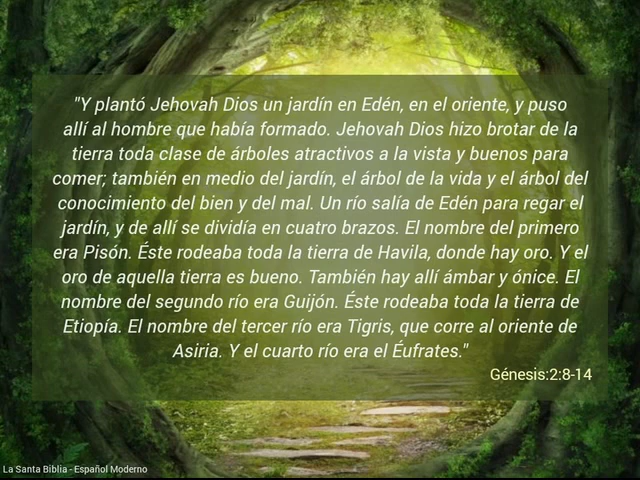 "Y plantó Jehovah Dios un jardín en Edén, en el oriente, y puso
allí al hombre que había formado. Jehovah Dios hizo brotar de la
tierra toda clase de árboles atractivos a la vista y buenos para
comer; también en medio del jardín, el árbol de la vida y el árbol del
conocimiento del bien y del mal. Un río salía de Edén para regar el
jardín, y de allí se dividía en cuatro brazos. El nombre del primero
era Pisón. Éste rodeaba toda la tierra de Havila, donde hay oro. Y el
oro de aquella tierra es bueno. También hay allí ámbar y ónice. El
nombre del segundo río era Guijón. Éste rodeaba toda la tierra de
Etiopía. El nombre del tercer río era Tigris, que corre al oriente de
Asiria. Y el cuarto río era el Éufrates."
Génesis:2:8-14
La Santa Biblia - Español Moderno